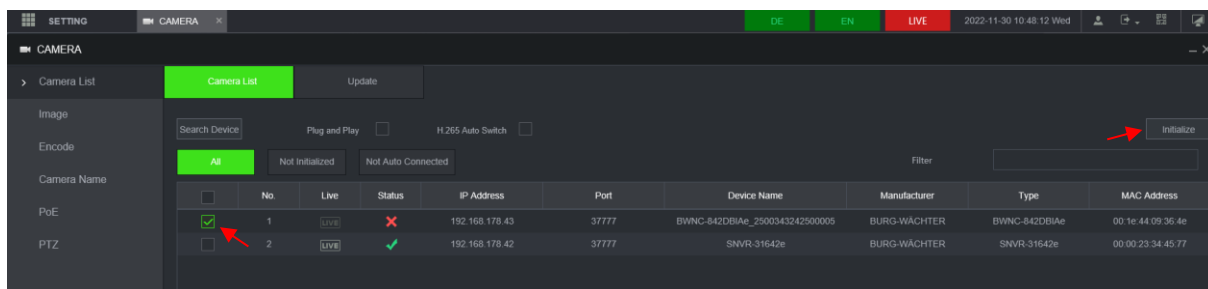 SETTING CAMERA × DE EN LIVE 2022-11-30 10:48:12 Wed
CAMERA
Camera List Camera List Update
Image
Search Device Plug and Play H.265 Auto Switch Initialize
Encode
All Not Initialized Not Auto Connected Filter
Camera Name
No. Live Status IP Address Port Device Name Manufacturer Type MAC Address
PoE
1 LIVE 192.168.178.43 37777 BWNC-842DBIAe_2500343242500005 BURG-WÄCHTER BWNC-842DBIAe 00:1e:44:09:36:4e
PTZ
2 LIVE 192.168.178.42 37777 SNVR-31642e BURG-WÄCHTER SNVR-31642e 00:00:23:34:45:77